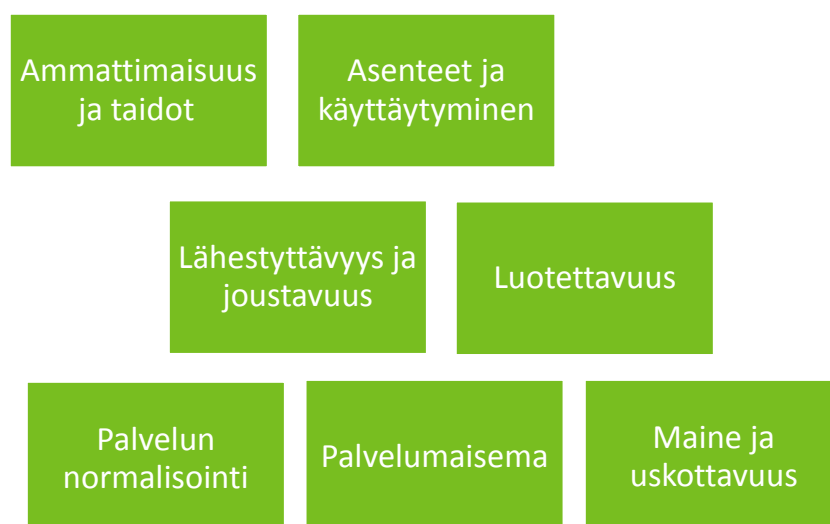 Ammattimaisuus
ja taidot
Asenteet ja
käyttäytyminen
Lähestyttävyys ja
joustavuus
Luotettavuus
Palvelun
normalisointi
Palvelumaisema
Maine ja
uskottavuus